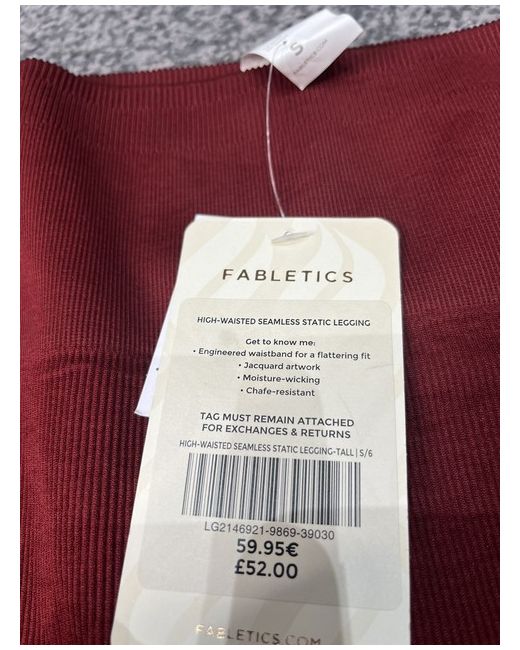 S
FABLETICS.COM
FABLETICS
HIGH-WAISTED SEAMLESS STATIC LEGGING
Get to know me:
• Engineered waistband for a flattering fit
• Jacquard artwork
• Moisture-wicking
• Chafe-resistant
TAG MUST REMAIN ATTACHED
FOR EXCHANGES & RETURNS
HIGH-WAISTED SEAMLESS STATIC LEGGING-TALL | S/6
LG2146921-9869-39030
59.95€
£52.00
FABLETICS.COM